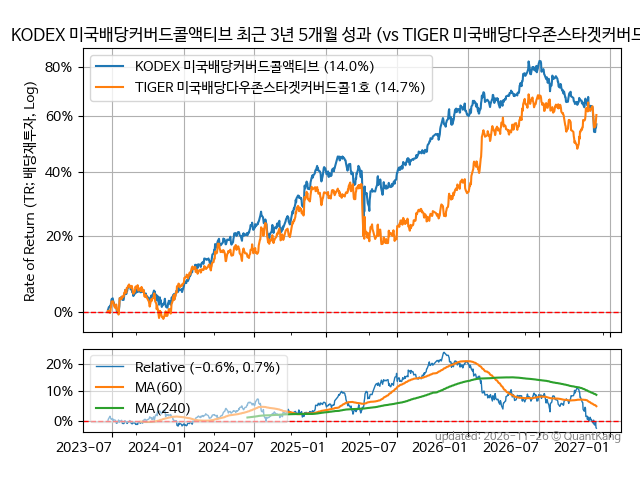 KODEX 미국배당커버드콜액티브 최근 3년 5개월 성과 (vs TIGER 미국배당다우존스타겟커버드
80%
60%
40%
20%
0%
Rate of Return (TR: 배당재투자, Log)
KODEX 미국배당커버드콜액티브 (14.0%)
TIGER 미국배당다우존스타겟커버드콜1호 (14.7%)
20%
10%
0%
Relative (−0.6%, 0.7%)
MA(60)
MA(240)
2023−07 2024−01 2024−07 2025−01 2025−07 2026−01 2026−07 2027−01
updated: 2026−11−26 © QuantKang